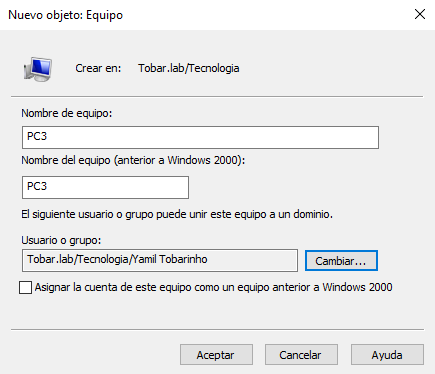 Nuevo objeto: Equipo
Crear en: Tobar.lab/Tecnologia
Nombre de equipo:
PC3
Nombre del equipo (anterior a Windows 2000):
PC3
El siguiente usuario o grupo puede unir este equipo a un dominio.
Usuario o grupo:
Tobar.lab/Tecnologia/Yamil Tobarinho Cambiar...
Asignar la cuenta de este equipo como un equipo anterior a Windows 2000
Aceptar Cancelar Ayuda